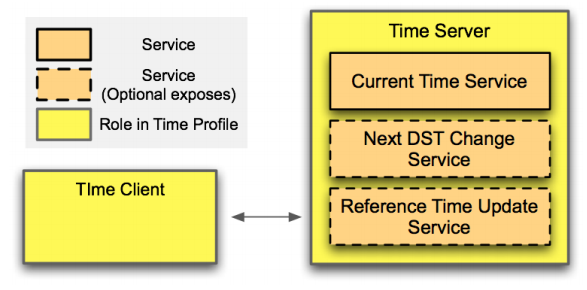 Service
Service
(Optional exposes)
Role in Time Profile
TIme Client
Time Server
Current Time Service
Next DST Change
Service
Reference Time Update
Service